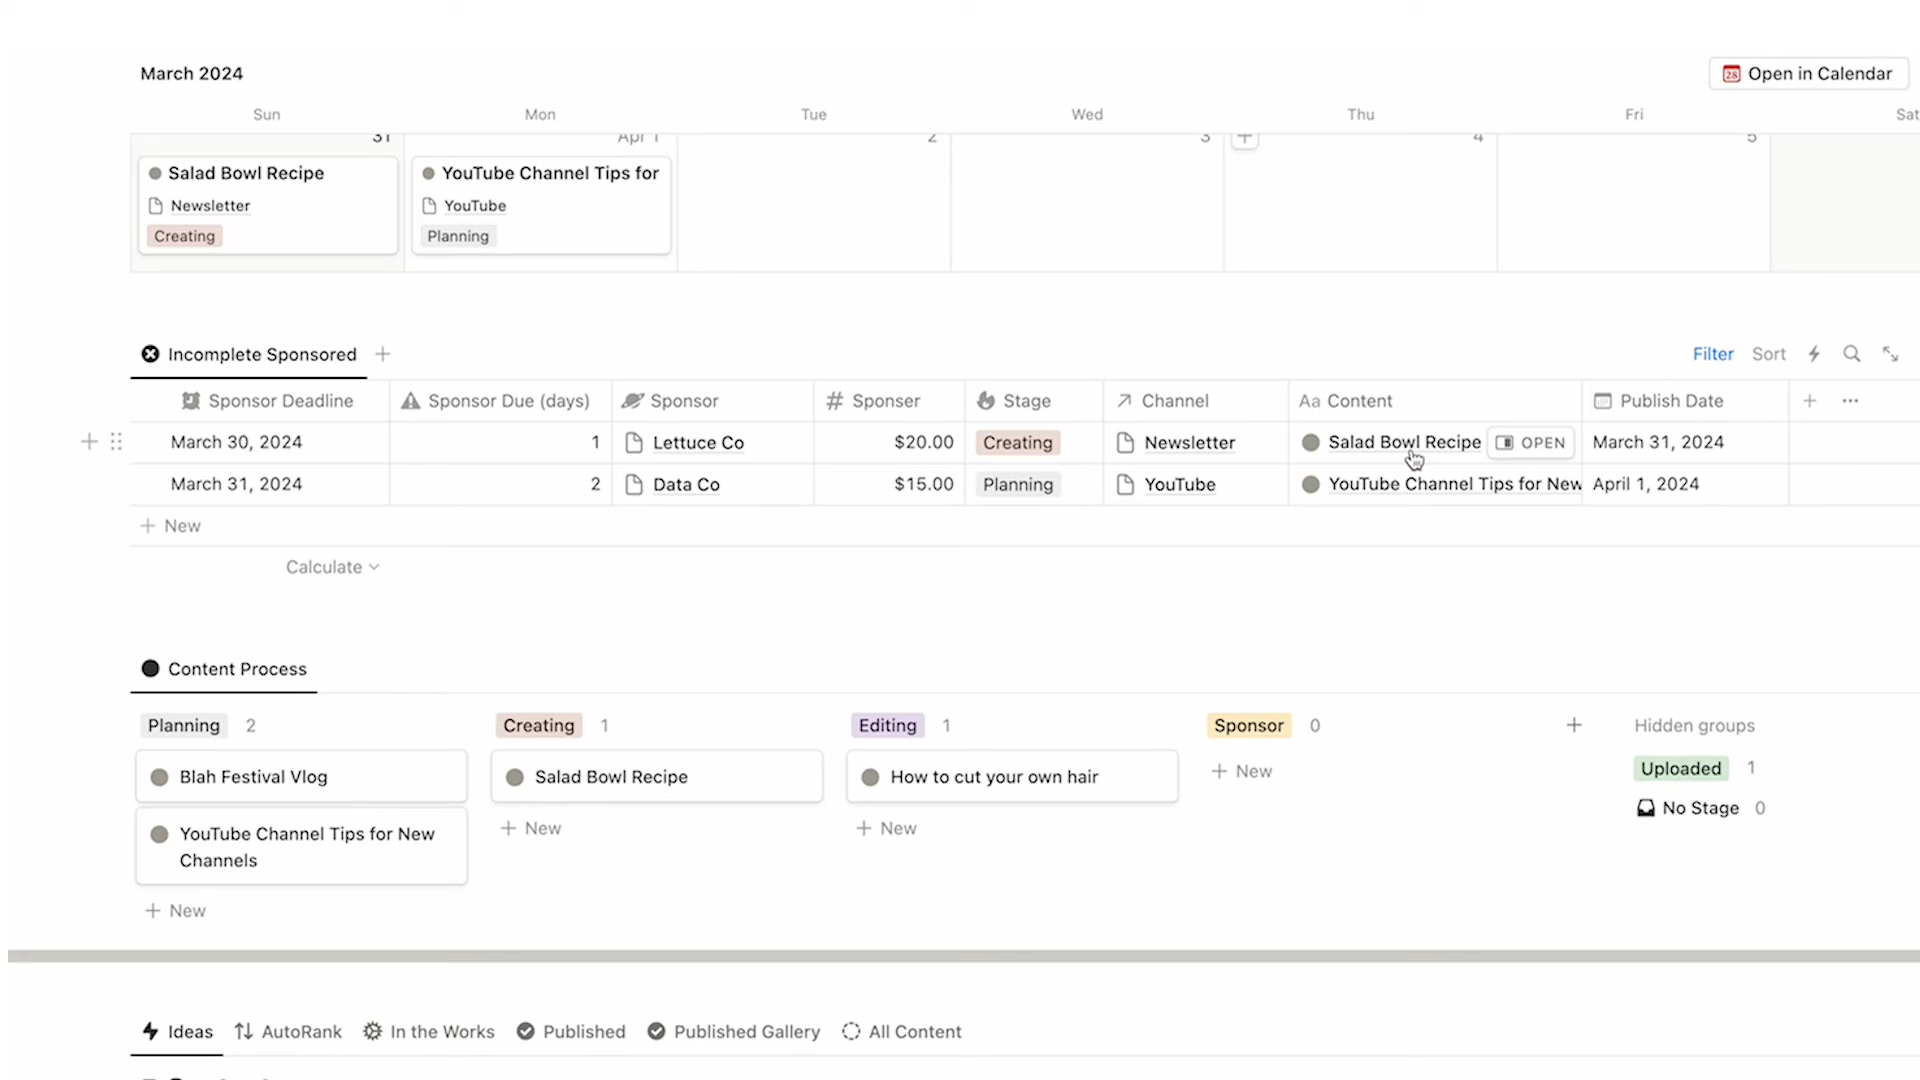 March 2024
28 Open in Calendar
Sun Mon Tue Wed Thu Fri Sat
31 Apr 1 2 3 4 5
Salad Bowl Recipe
Newsletter
Creating
YouTube Channel Tips for
YouTube
Planning
Incomplete Sponsored
Filter Sort
Sponsor Deadline Sponsor Due (days) Sponsor # Sponser Stage Channel Aa Content Publish Date
March 30, 2024 1 Lettuce Co $20.00 Creating Newsletter Salad Bowl Recipe OPEN March 31, 2024
March 31, 2024 2 Data Co $15.00 Planning YouTube YouTube Channel Tips for New April 1, 2024
New
Calculate
Content Process
Planning 2
Blah Festival Vlog
YouTube Channel Tips for New
Channels
New
Creating 1
Salad Bowl Recipe
New
Editing 1
How to cut your own hair
New
Sponsor 0
New
Hidden groups
Uploaded 1
No Stage 0
Ideas AutoRank In the Works Published Published Gallery All Content